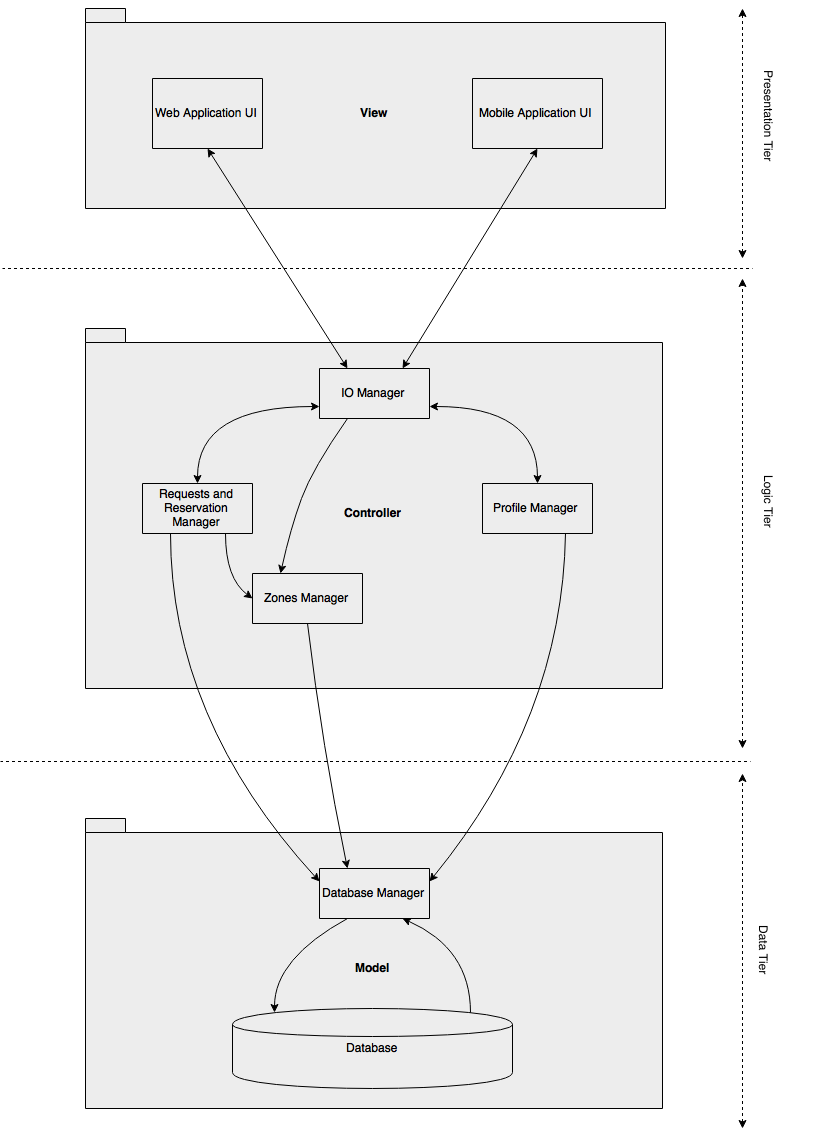 Presentation Tier
Web Application UI
View
Mobile Application UI
IO Manager
Logic Tier
Requests and
Reservation
Manager
Controller
Profile Manager
Zones Manager
Database Manager
Data Tier
Model
Database